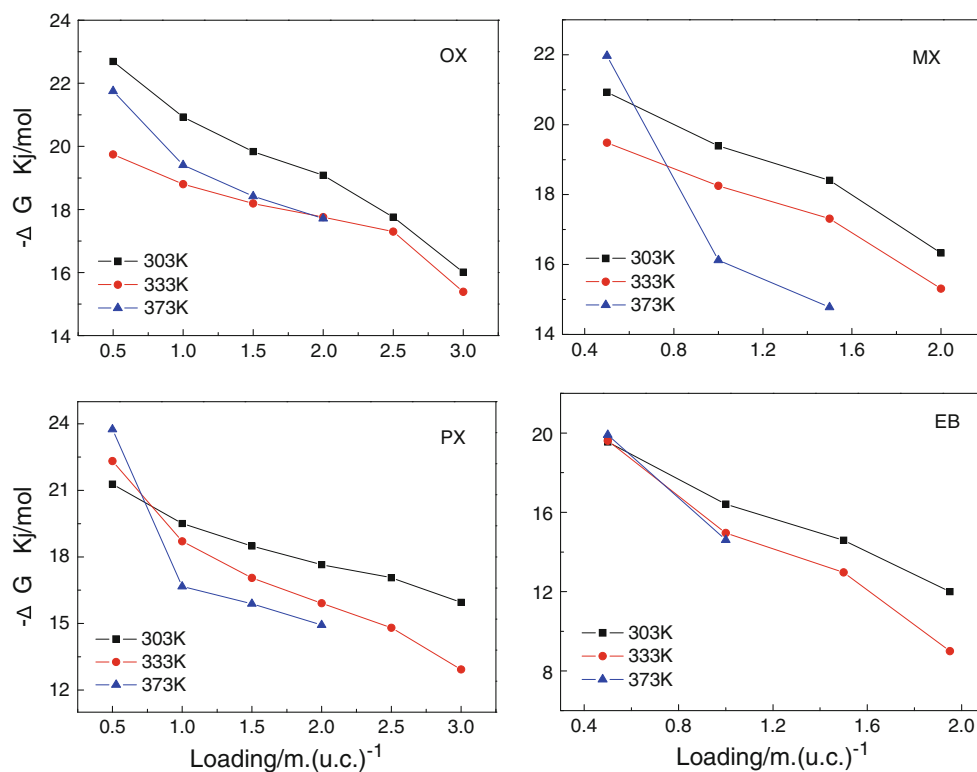 24
22
20
18
16
14
-Δ G Kj/mol
OX
303K
333K
373K
0.5 1.0 1.5 2.0 2.5 3.0
22
20
18
16
14
MX
303K
333K
373K
0.4 0.8 1.2 1.6 2.0
24
21
18
15
12
-Δ G Kj/mol
PX
303K
333K
373K
0.5 1.0 1.5 2.0 2.5 3.0
Loading/m.(u.c.)⁻¹
20
16
12
8
EB
303K
333K
373K
0.4 0.8 1.2 1.6 2.0
Loading/m.(u.c.)⁻¹